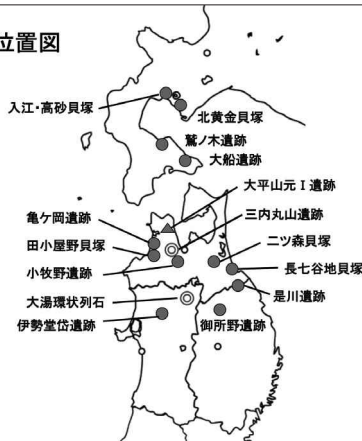 位置図
入江・高砂貝塚
北黄金貝塚
鷲ノ木遺跡
大船遺跡
大平山元Ⅰ遺跡
亀ケ岡遺跡
三内丸山遺跡
田小屋野貝塚
二ツ森貝塚
小牧野遺跡
長七谷地貝塚
大湯環状列石
是川遺跡
伊勢堂岱遺跡
御所野遺跡